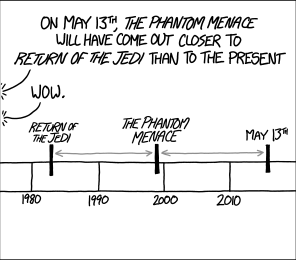 ON MAY 13TH, THE PHANTOM MENACE
WILL HAVE COME OUT CLOSER TO
RETURN OF THE JEDI THAN TO THE PRESENT
WOW.
RETURN OF
THE JEDI
THE PHANTOM
MENACE
MAY 13TH
1980 1990 2000 2010